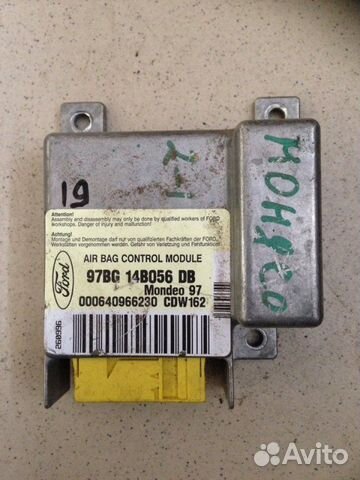 2 1
МОНДЕО
19
Attention!
Assembly and disassembly may only be done by qualified workers of FORD
workshops. Danger of injury and malfunction.
Achtung!
Montage und Demontage darf nur von qualifizierten Fachkräften der FORD-
Werkstätten vorgenommen werden. Gefahr von Verletzung und Fehlfunktion!
Ford
AIR BAG CONTROL MODULE
97BG 14B056 DB
Mondeo 97
000640966230 CDW162
Avito